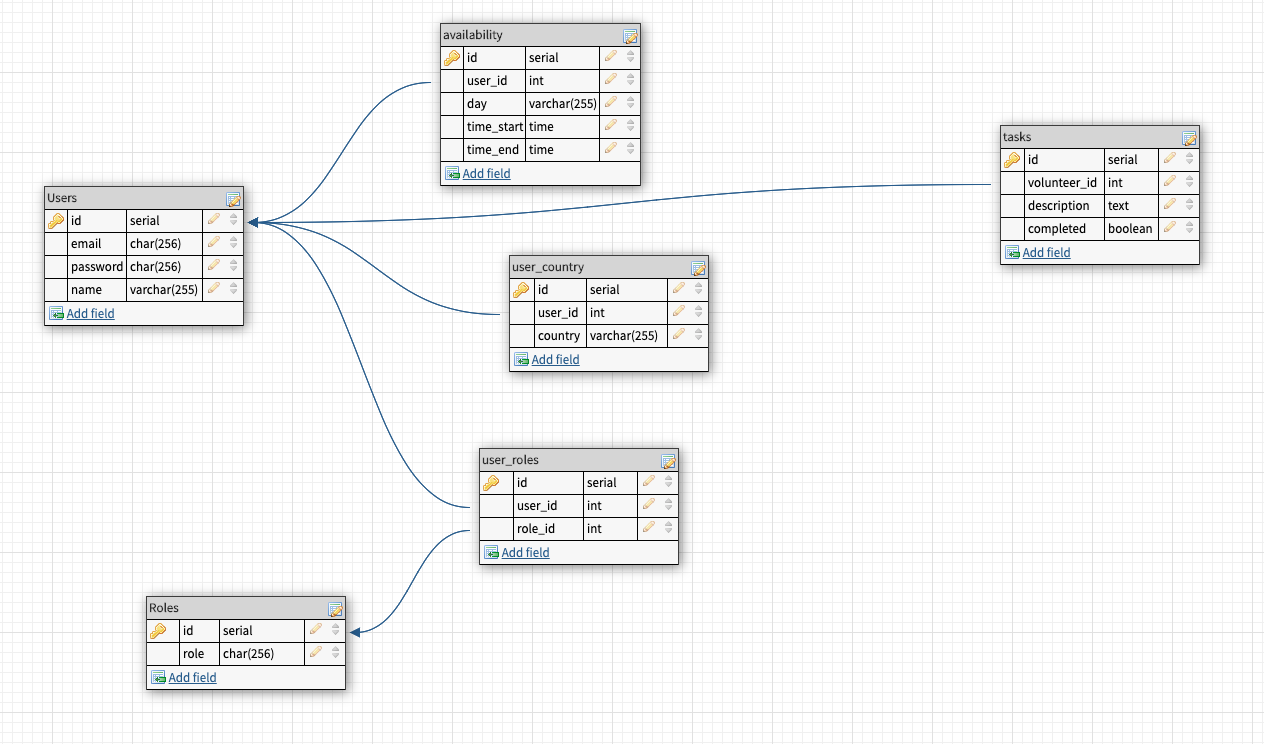 availability
id serial
user_id int
day varchar(255)
time_start time
time_end time
Add field
tasks
id serial
volunteer_id int
description text
completed boolean
Add field
Users
id serial
email char(256)
password char(256)
name varchar(255)
Add field
user_country
id serial
user_id int
country varchar(255)
Add field
user_roles
id serial
user_id int
role_id int
Add field
Roles
id serial
role char(256)
Add field